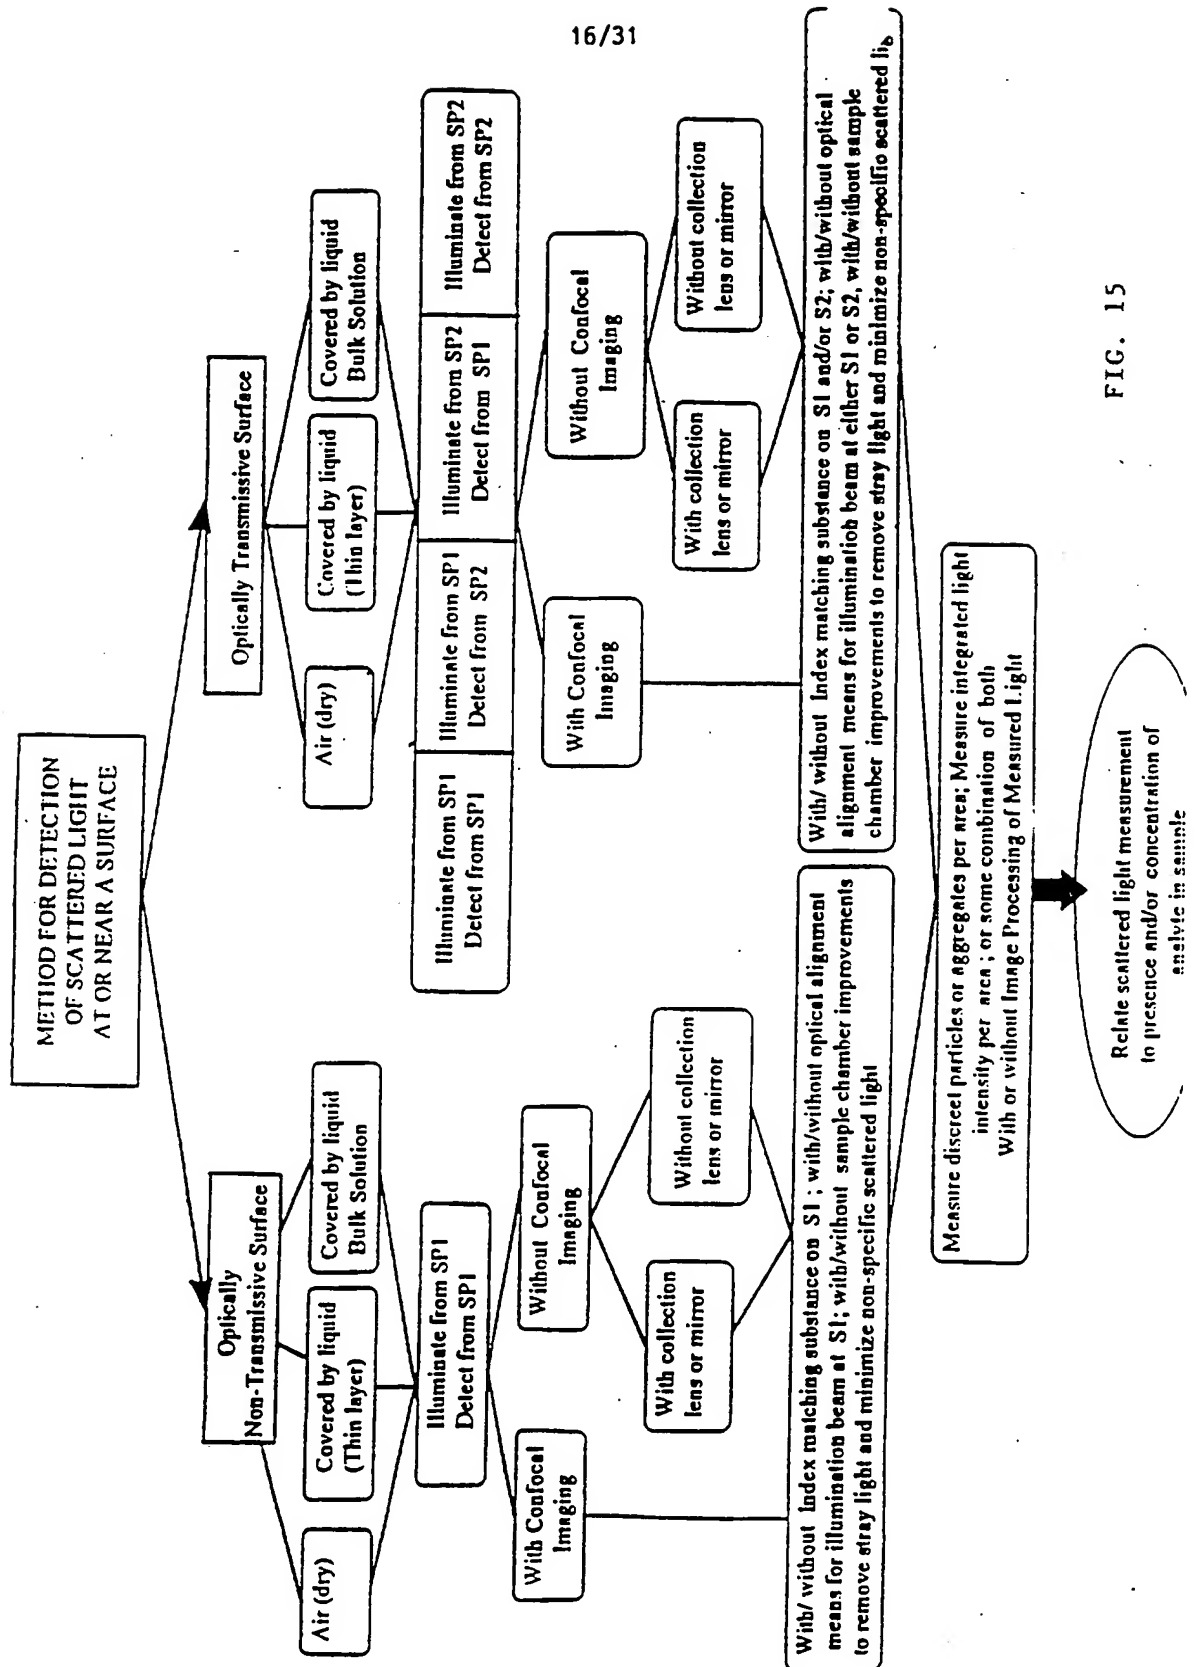 16/31
METHOD FOR DETECTION
OF SCATTERED LIGHT
AT OR NEAR A SURFACE
Optically
Non-Transmissive Surface
Optically Transmissive Surface
Air (dry)
Covered by liquid
(Thin layer)
Covered by liquid
Bulk Solution
Air (dry)
Covered by liquid
(Thin layer)
Covered by liquid
Bulk Solution
Illuminate from SP1
Detect from SP1
Illuminate from SP1
Detect from SP1
Illuminate from SP1
Detect from SP2
Illuminate from SP2
Detect from SP1
Illuminate from SP2
Detect from SP2
With Confocal
Imaging
Without Confocal
Imaging
With Confocal
Imaging
Without Confocal
Imaging
With collection
lens or mirror
Without collection
lens or mirror
With collection
lens or mirror
Without collection
lens or mirror
With/ without Index matching substance on S1 ; with/without optical alignment
means for illumination beam at S1; with/without sample chamber improvements
to remove stray light and minimize non-specific scattered light
With/ without Index matching substance on S1 and/or S2; with/without optical
alignment means for illumination beam at either S1 or S2, with/without sample
chamber improvements to remove stray light and minimize non-specific scattered
Measure discreet particles or aggregates per area; Measure integrated light
intensity per area ; or some combination of both
With or without Image Processing of Measured Light
Relate scattered light measurement
to presence and/or concentration of
analyte in sample
FIG. 15